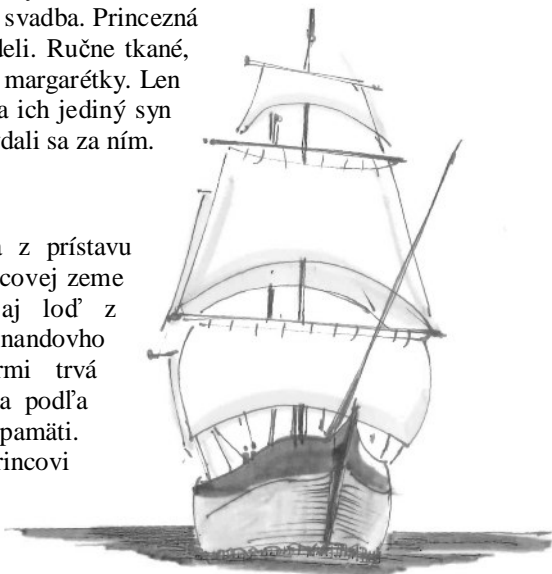 svadba. Princezná
deli. Ručne tkané,
margarétky. Len
a ich jediný syn
dali sa za ním.
z prístavu
covej zeme
aj loď z
nandovho
rmi trvá
a podľa
pamäti.
rincovi